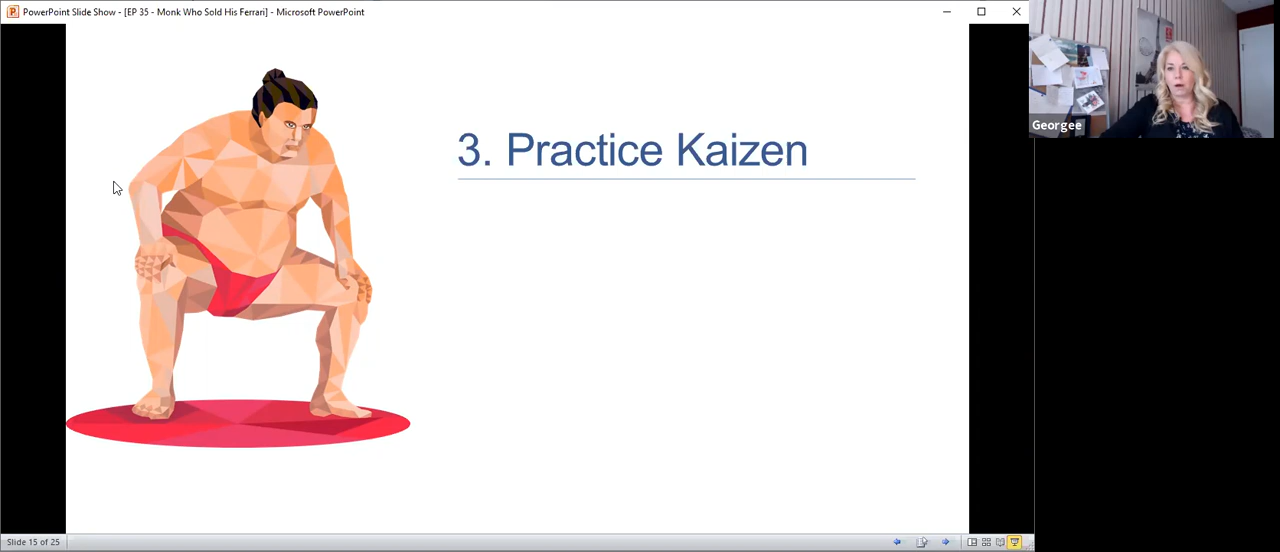 PowerPoint Slide Show - [EP 35 - Monk Who Sold His Ferrari] - Microsoft PowerPoint
Georgee
3. Practice Kaizen
Slide 15 of 25